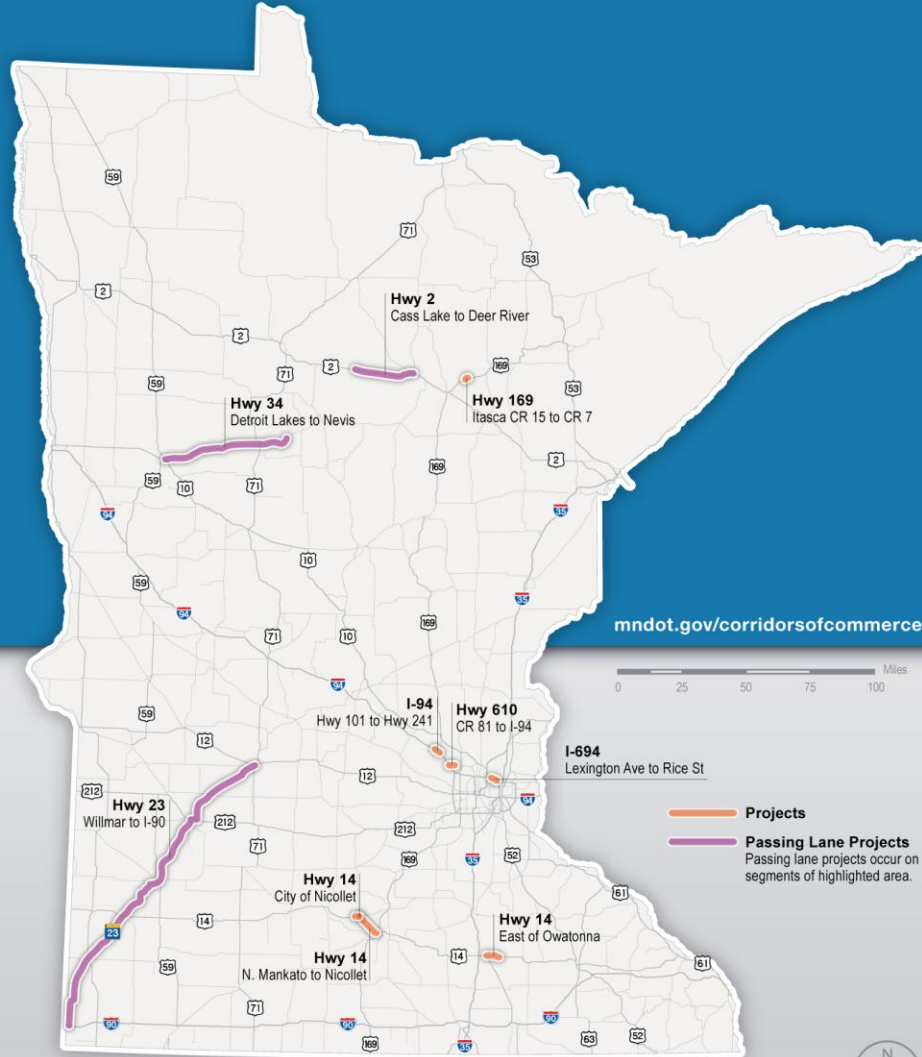 59
71
53
2
Hwy 2
Cass Lake to Deer River
2
71
2
169
59
53
Hwy 34
Detroit Lakes to Nevis
Hwy 169
Itasca CR 15 to CR 7
169
2
59
10
71
94
35
10
59
94
35
71
10
169
mndot.gov/corridorsofcommerce
Miles
0 25 50 75 100
94
59
I-94
Hwy 101 to Hwy 241
Hwy 610
CR 81 to I-94
12
I-694
Lexington Ave to Rice St
12
212
94
Hwy 23
Willmar to I-90
212
212
Projects
71
169
35
52
Passing Lane Projects
Passing lane projects occur on
segments of highlighted area.
Hwy 14
City of Nicollet
61
14
23
Hwy 14
East of Owatonna
Hwy 14
N. Mankato to Nicollet
59
14
61
71
90
90
90
169
35
63
52
N